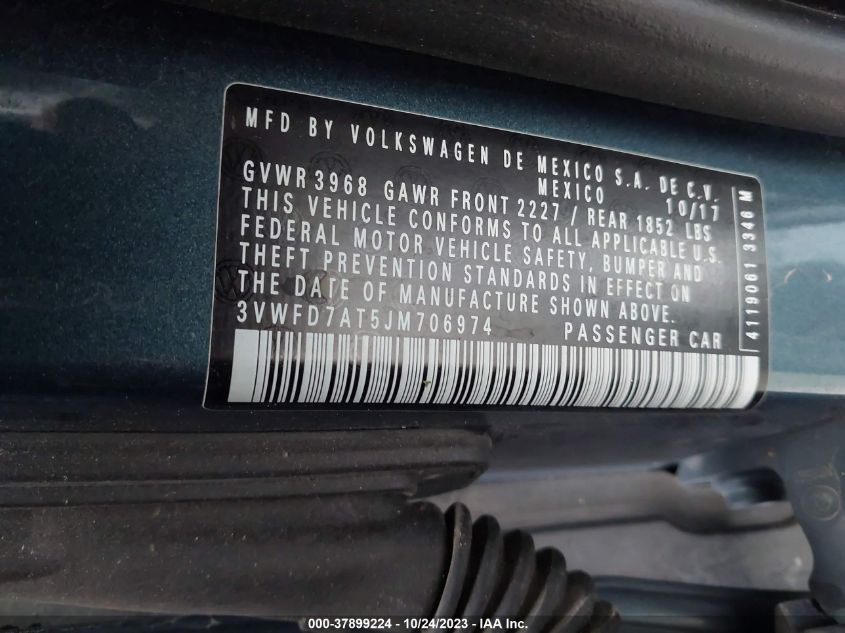 MFD BY VOLKSWAGEN DE MEXICO S.A. DE C.V.
MEXICO 10/17
GVWR 3968 GAWR FRONT 2227 / REAR 1852 LBS
THIS VEHICLE CONFORMS TO ALL APPLICABLE U.S.
FEDERAL MOTOR VEHICLE SAFETY, BUMPER AND
THEFT PREVENTION STANDARDS IN EFFECT ON
THE DATE OF MANUFACTURE SHOWN ABOVE.
3VWFD7AT5JM706974 PASSENGER CAR
4119061 3346 M
000-37899224 - 10/24/2023 - IAA Inc.